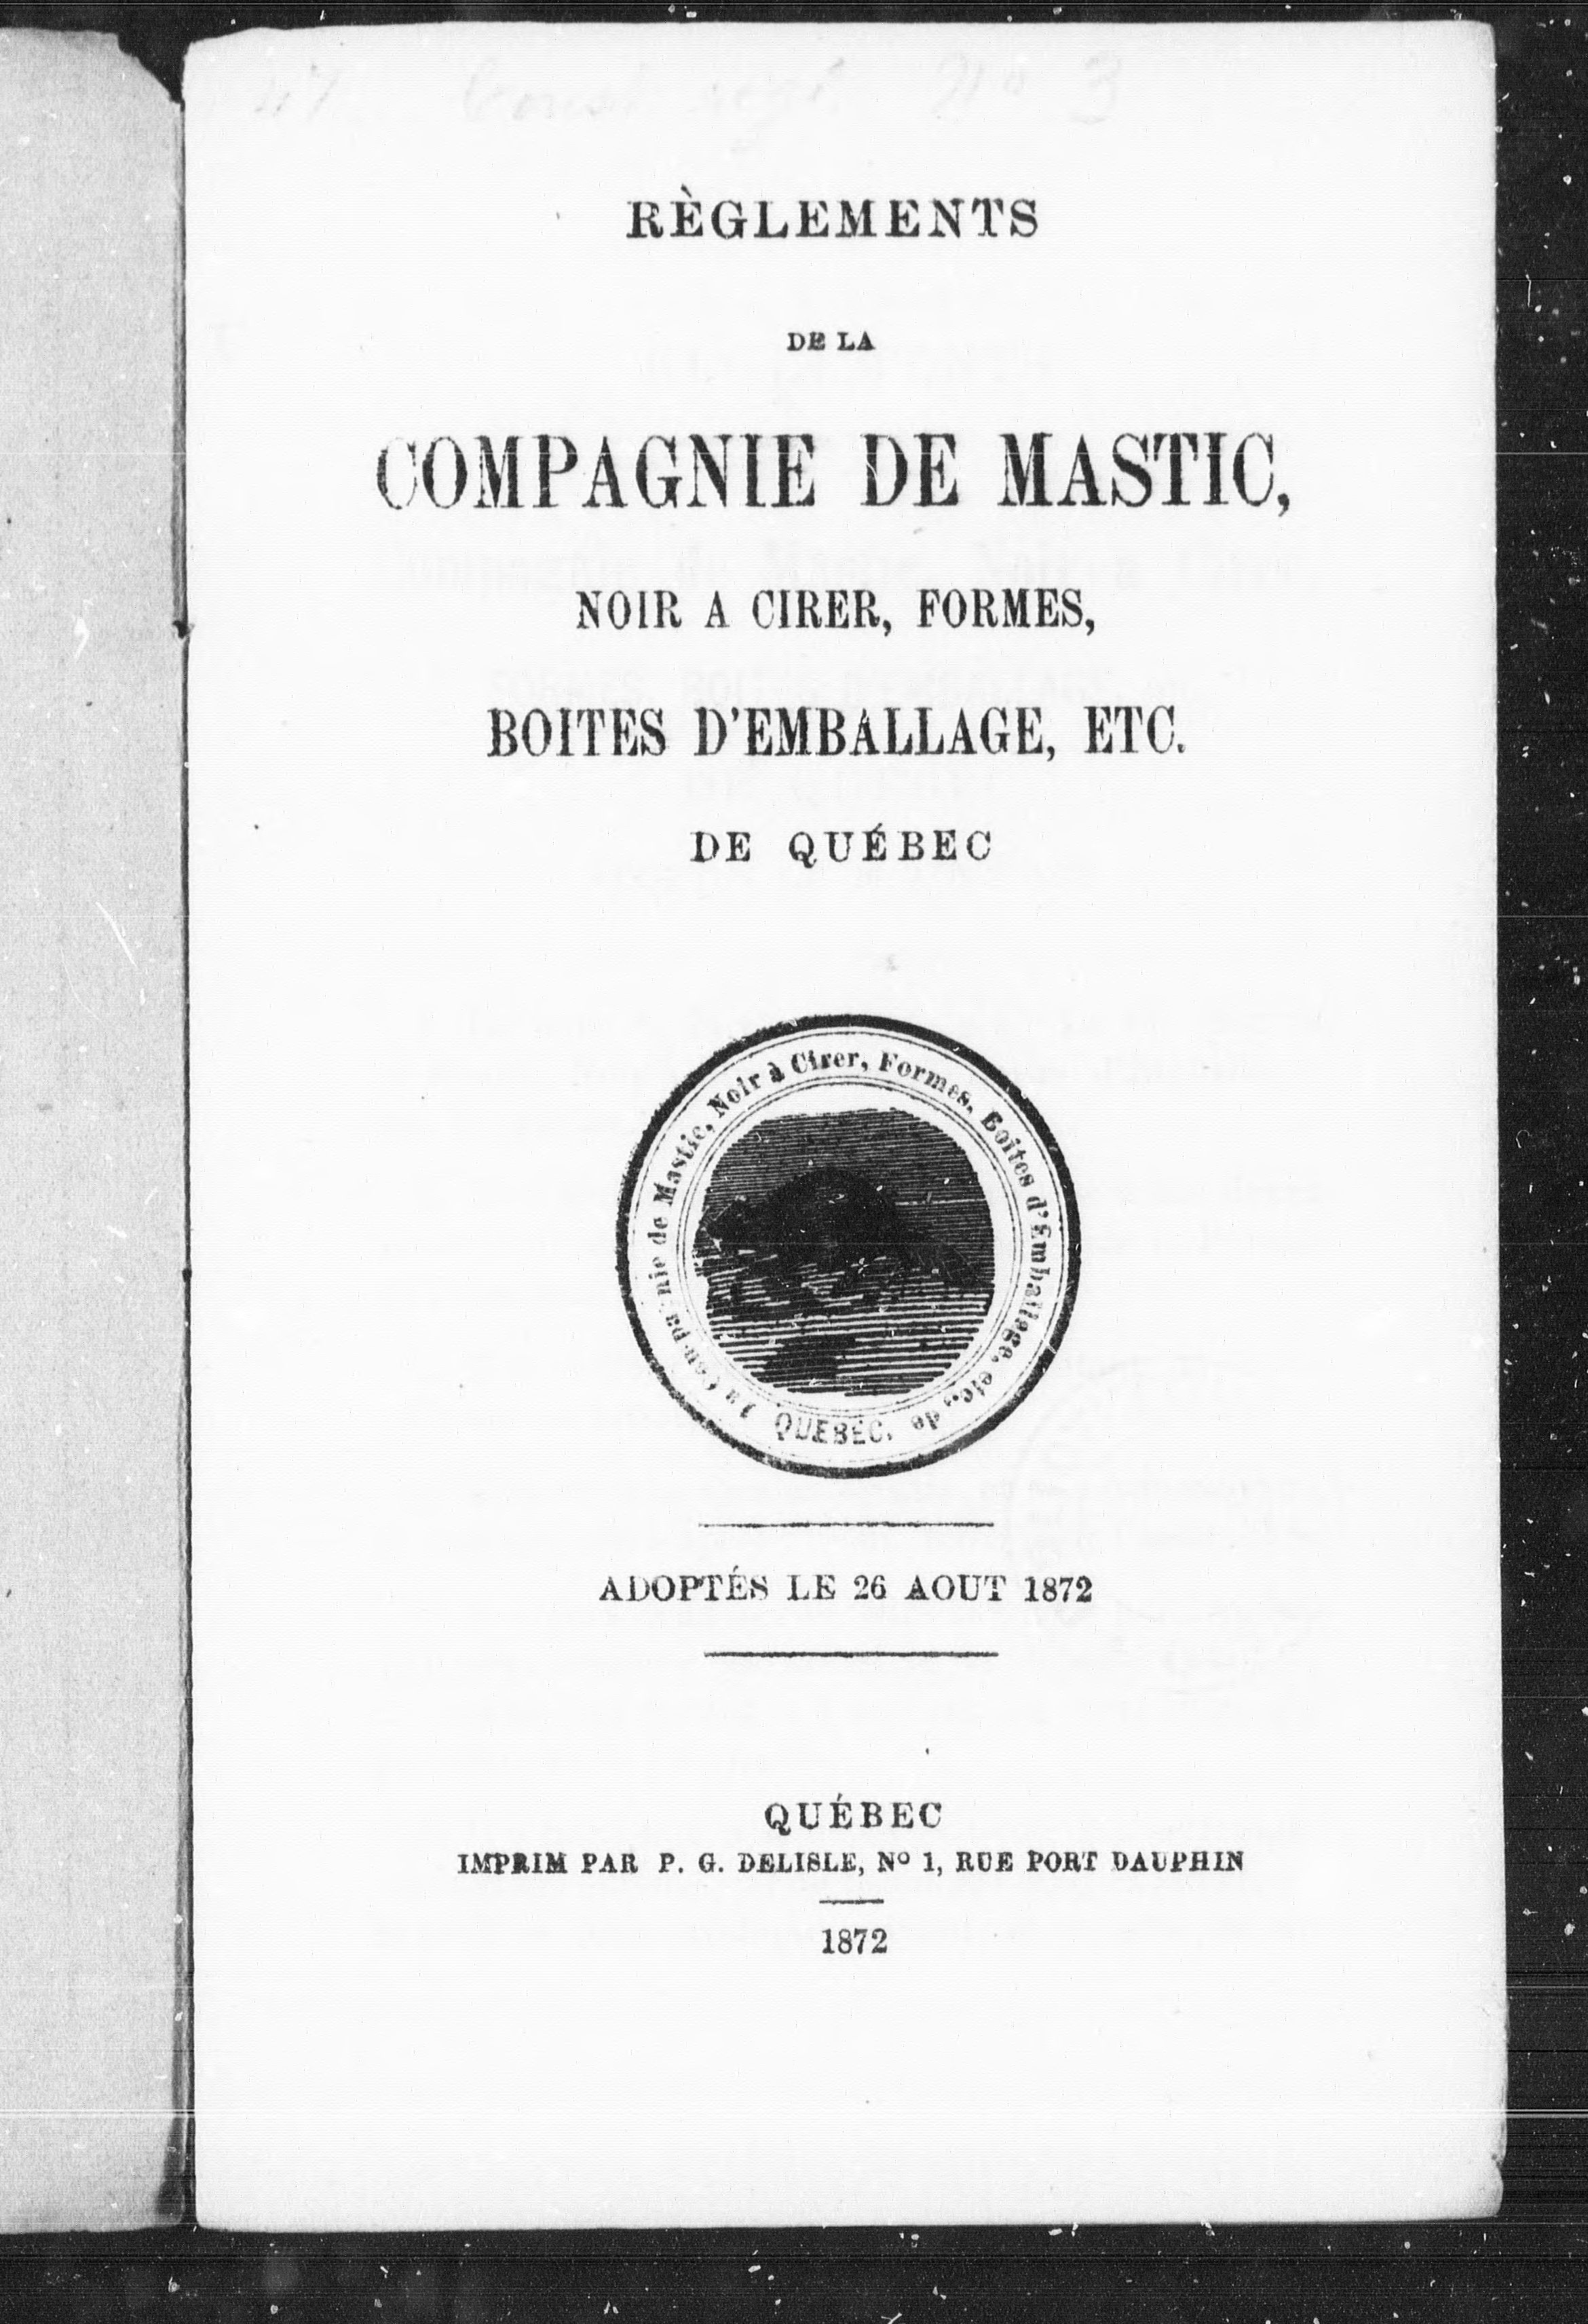 RÈGLEMENTS
DE LA
COMPAGNIE DE MASTIC,
NOIR A CIRER, FORMES,
BOITES D'EMBALLAGE, ETC.
DE QUÉBEC
La Compagnie de Mastic, Noir à Cirer, Formes, Boites d'Emballage, etc., de
QUEBEC.
ADOPTÉS LE 26 AOUT 1872
QUÉBEC
IMPRIM PAR P. G. DELISLE, Nº 1, RUE PORT DAUPHIN
1872